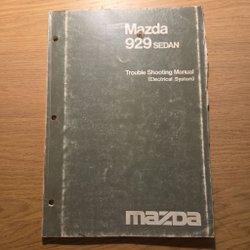 Mazda
929 SEDAN
Trouble Shooting Manual
(Electrical System)
mazda